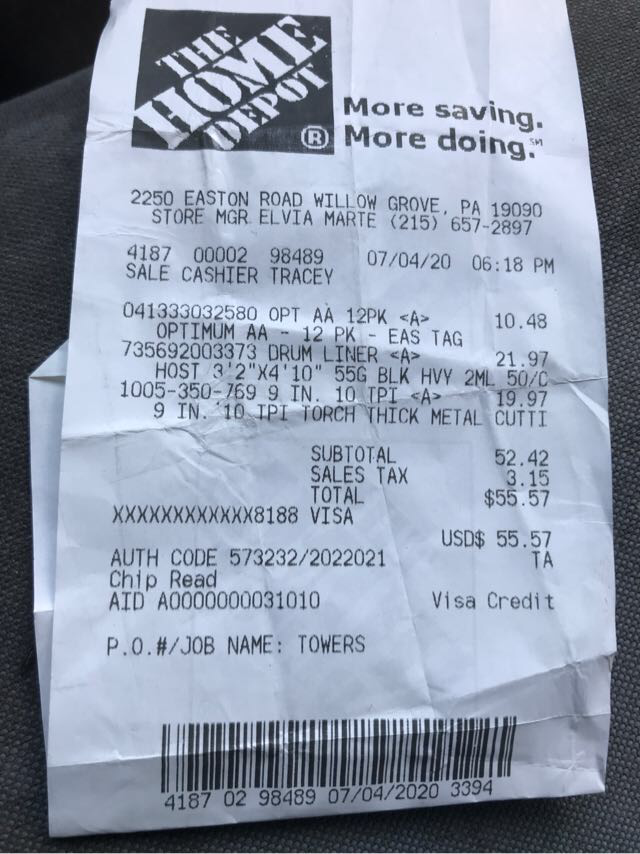 THE
HOME
DEPOT
®
More saving.
More doing.℠
2250 EASTON ROAD WILLOW GROVE, PA 19090
STORE MGR ELVIA MARTE (215) 657-2897
4187 00002 98489 07/04/20 06:18 PM
SALE CASHIER TRACEY
041333032580 OPT AA 12PK <A> 10.48
OPTIMUM AA - 12 PK - EAS TAG
735692003373 DRUM LINER <A> 21.97
HOST 3'2"X4'10" 55G BLK HVY 2ML 50/C
1005-350-769 9 IN. 10 TPI <A> 19.97
9 IN. 10 TPI TORCH THICK METAL CUTTI
SUBTOTAL 52.42
SALES TAX 3.15
TOTAL $55.57
XXXXXXXXXXXX8188 VISA
USD$ 55.57
AUTH CODE 573232/2022021 TA
Chip Read
AID A0000000031010 Visa Credit
P.O.#/JOB NAME: TOWERS
4187 02 98489 07/04/2020 3394